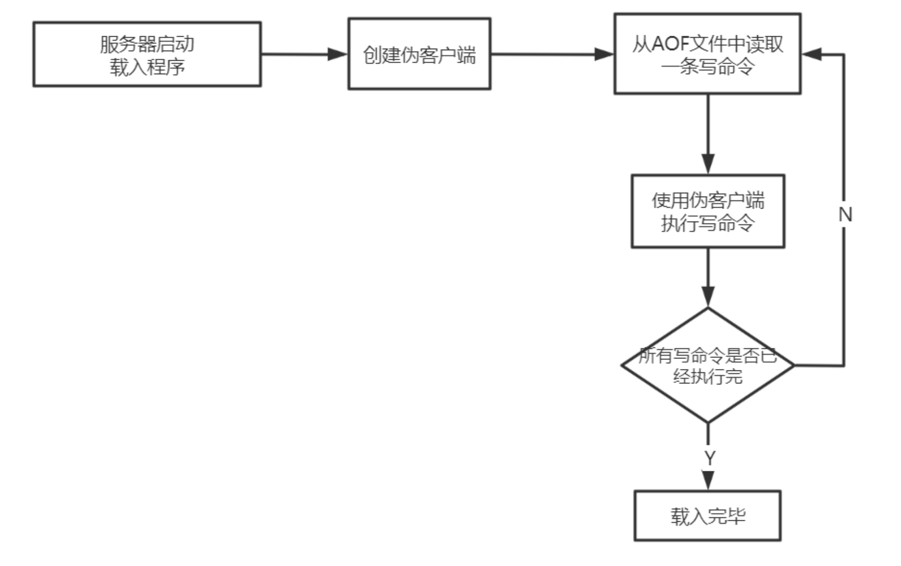 服务器启动
载入程序
创建伪客户端
从AOF文件中读取
一条写命令
使用伪客户端
执行写命令
N
所有写命令是否已
经执行完
Y
载入完毕